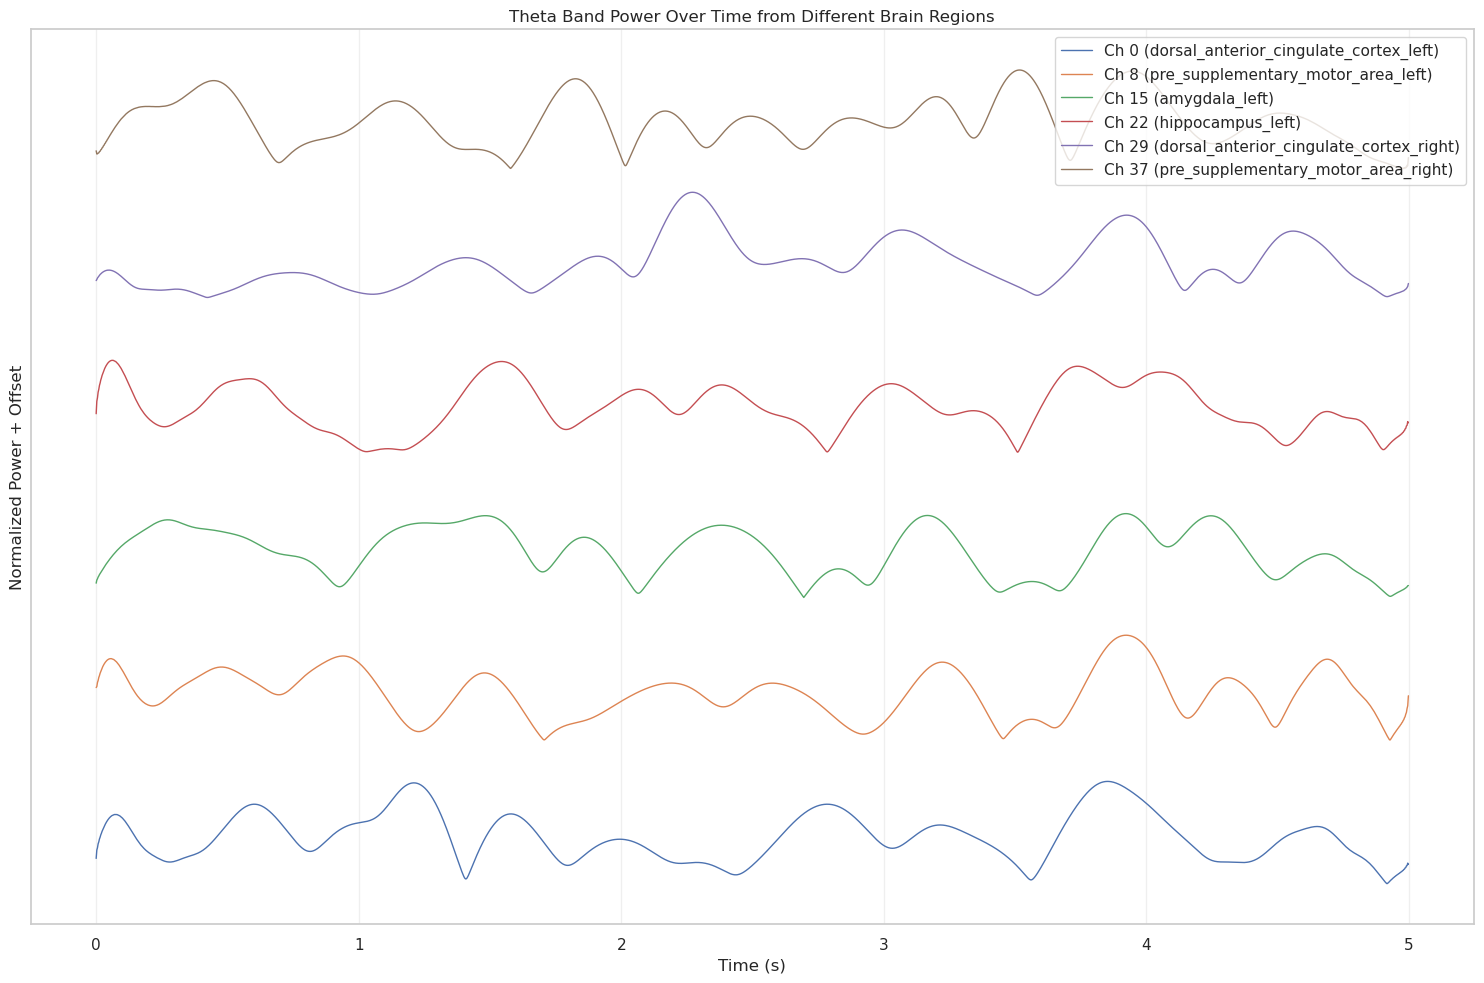 Theta Band Power Over Time from Different Brain Regions
Ch 0 (dorsal_anterior_cingulate_cortex_left)
Ch 8 (pre_supplementary_motor_area_left)
Ch 15 (amygdala_left)
Ch 22 (hippocampus_left)
Ch 29 (dorsal_anterior_cingulate_cortex_right)
Ch 37 (pre_supplementary_motor_area_right)
Normalized Power + Offset
0 1 2 3 4 5
Time (s)